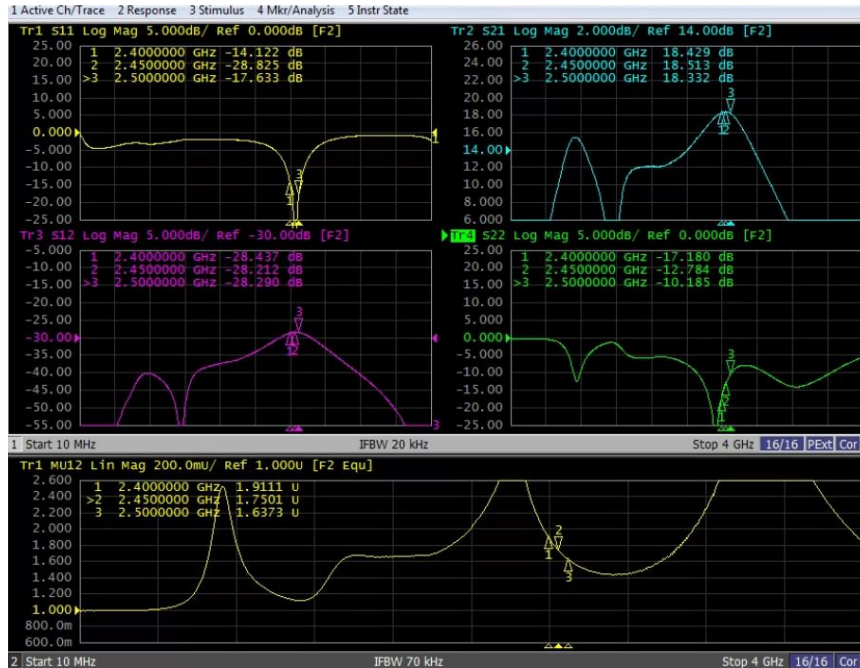 1 Active Ch/Trace 2 Response 3 Stimulus 4 Mkr/Analysis 5 Instr State
Tr1 S11 Log Mag 5.000dB/ Ref 0.000dB [F2]
25.00
20.00
15.00
10.00
5.000
0.000
-5.000
-10.00
-15.00
-20.00
-25.00
1 2.4000000 GHz -14.122 dB
2 2.4500000 GHz -28.825 dB
>3 2.5000000 GHz -17.633 dB
3
1
1
Tr2 S21 Log Mag 2.000dB/ Ref 14.00dB [F2]
26.00
24.00
22.00
20.00
18.00
16.00
14.00
12.00
10.00
8.000
6.000
1 2.4000000 GHz 18.429 dB
2 2.4500000 GHz 18.513 dB
>3 2.5000000 GHz 18.332 dB
3
12
Tr3 S12 Log Mag 5.000dB/ Ref -30.00dB [F2]
-5.000
-10.00
-15.00
-20.00
-25.00
-30.00
-35.00
-40.00
-45.00
-50.00
-55.00
1 2.4000000 GHz -28.437 dB
2 2.4500000 GHz -28.212 dB
>3 2.5000000 GHz -28.290 dB
3
12
3
Tr4 S22 Log Mag 5.000dB/ Ref 0.000dB [F2]
25.00
20.00
15.00
10.00
5.000
0.000
-5.000
-10.00
-15.00
-20.00
-25.00
1 2.4000000 GHz -17.180 dB
2 2.4500000 GHz -12.784 dB
>3 2.5000000 GHz -10.185 dB
3
2
1
1 Start 10 MHz IFBW 20 kHz Stop 4 GHz 16/16 PExt Cor
Tr1 MU12 Lin Mag 200.0mU/ Ref 1.000U [F2 Equ]
2.600
2.400
2.200
2.000
1.800
1.600
1.400
1.200
1.000
800.0m
600.0m
1 2.4000000 GHz 1.9111 U
>2 2.4500000 GHz 1.7501 U
3 2.5000000 GHz 1.6373 U
2
1
3
2 Start 10 MHz IFBW 70 kHz Stop 4 GHz 16/16 Cor